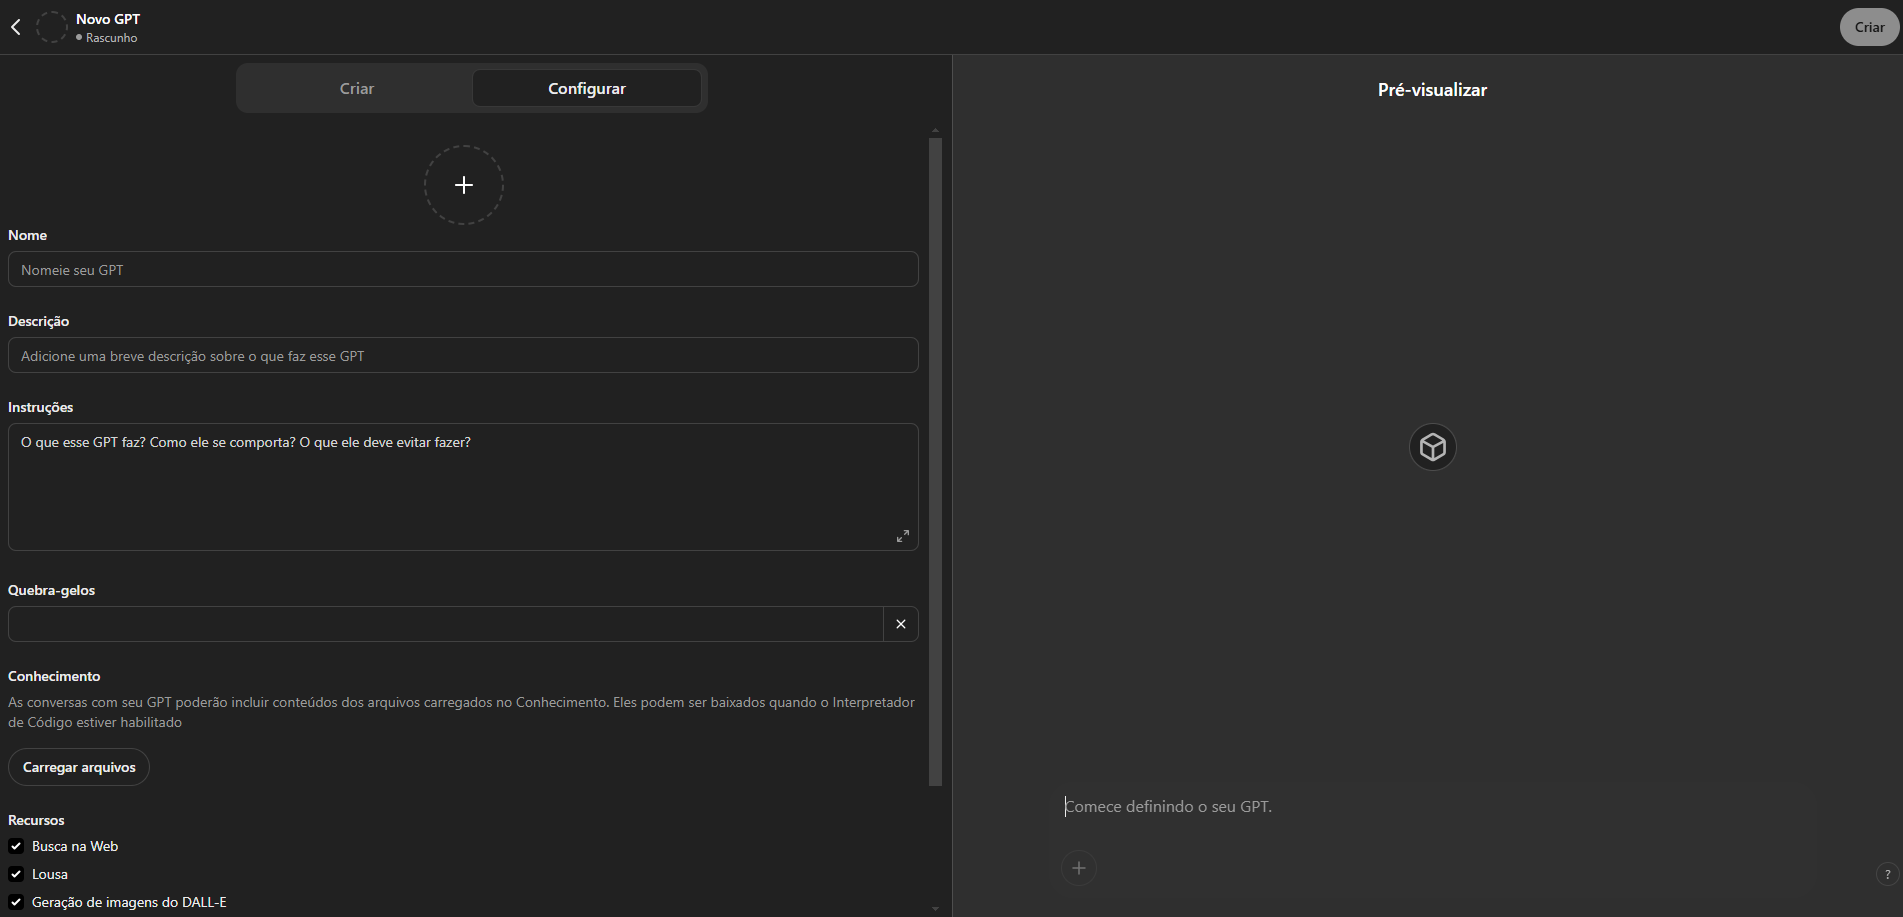 Novo GPT
Rascunho
Criar
Criar
Configurar
Pré-visualizar
Nome
Nomeie seu GPT
Descrição
Adicione uma breve descrição sobre o que faz esse GPT
Instruções
O que esse GPT faz? Como ele se comporta? O que ele deve evitar fazer?
Quebra-gelos
Conhecimento
As conversas com seu GPT poderão incluir conteúdos dos arquivos carregados no Conhecimento. Eles podem ser baixados quando o Interpretador
de Código estiver habilitado
Carregar arquivos
Recursos
Busca na Web
Lousa
Geração de imagens do DALL-E
Comece definindo o seu GPT.
?